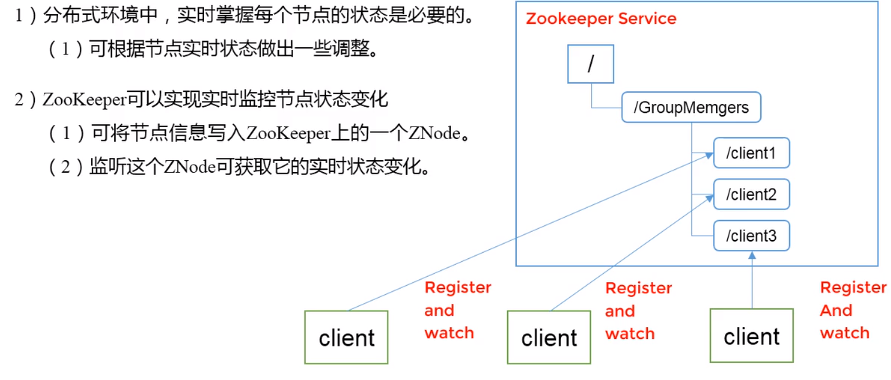 1）分布式环境中，实时掌握每个节点的状态是必要的。
（1）可根据节点实时状态做出一些调整。
2）ZooKeeper可以实现实时监控节点状态变化
（1）可将节点信息写入ZooKeeper上的一个ZNode。
（2）监听这个ZNode可获取它的实时状态变化。
Zookeeper Service
/
/GroupMemgers
/client1
/client2
/client3
Register
and
watch
Register
and
watch
Register
And
watch
client
client
client